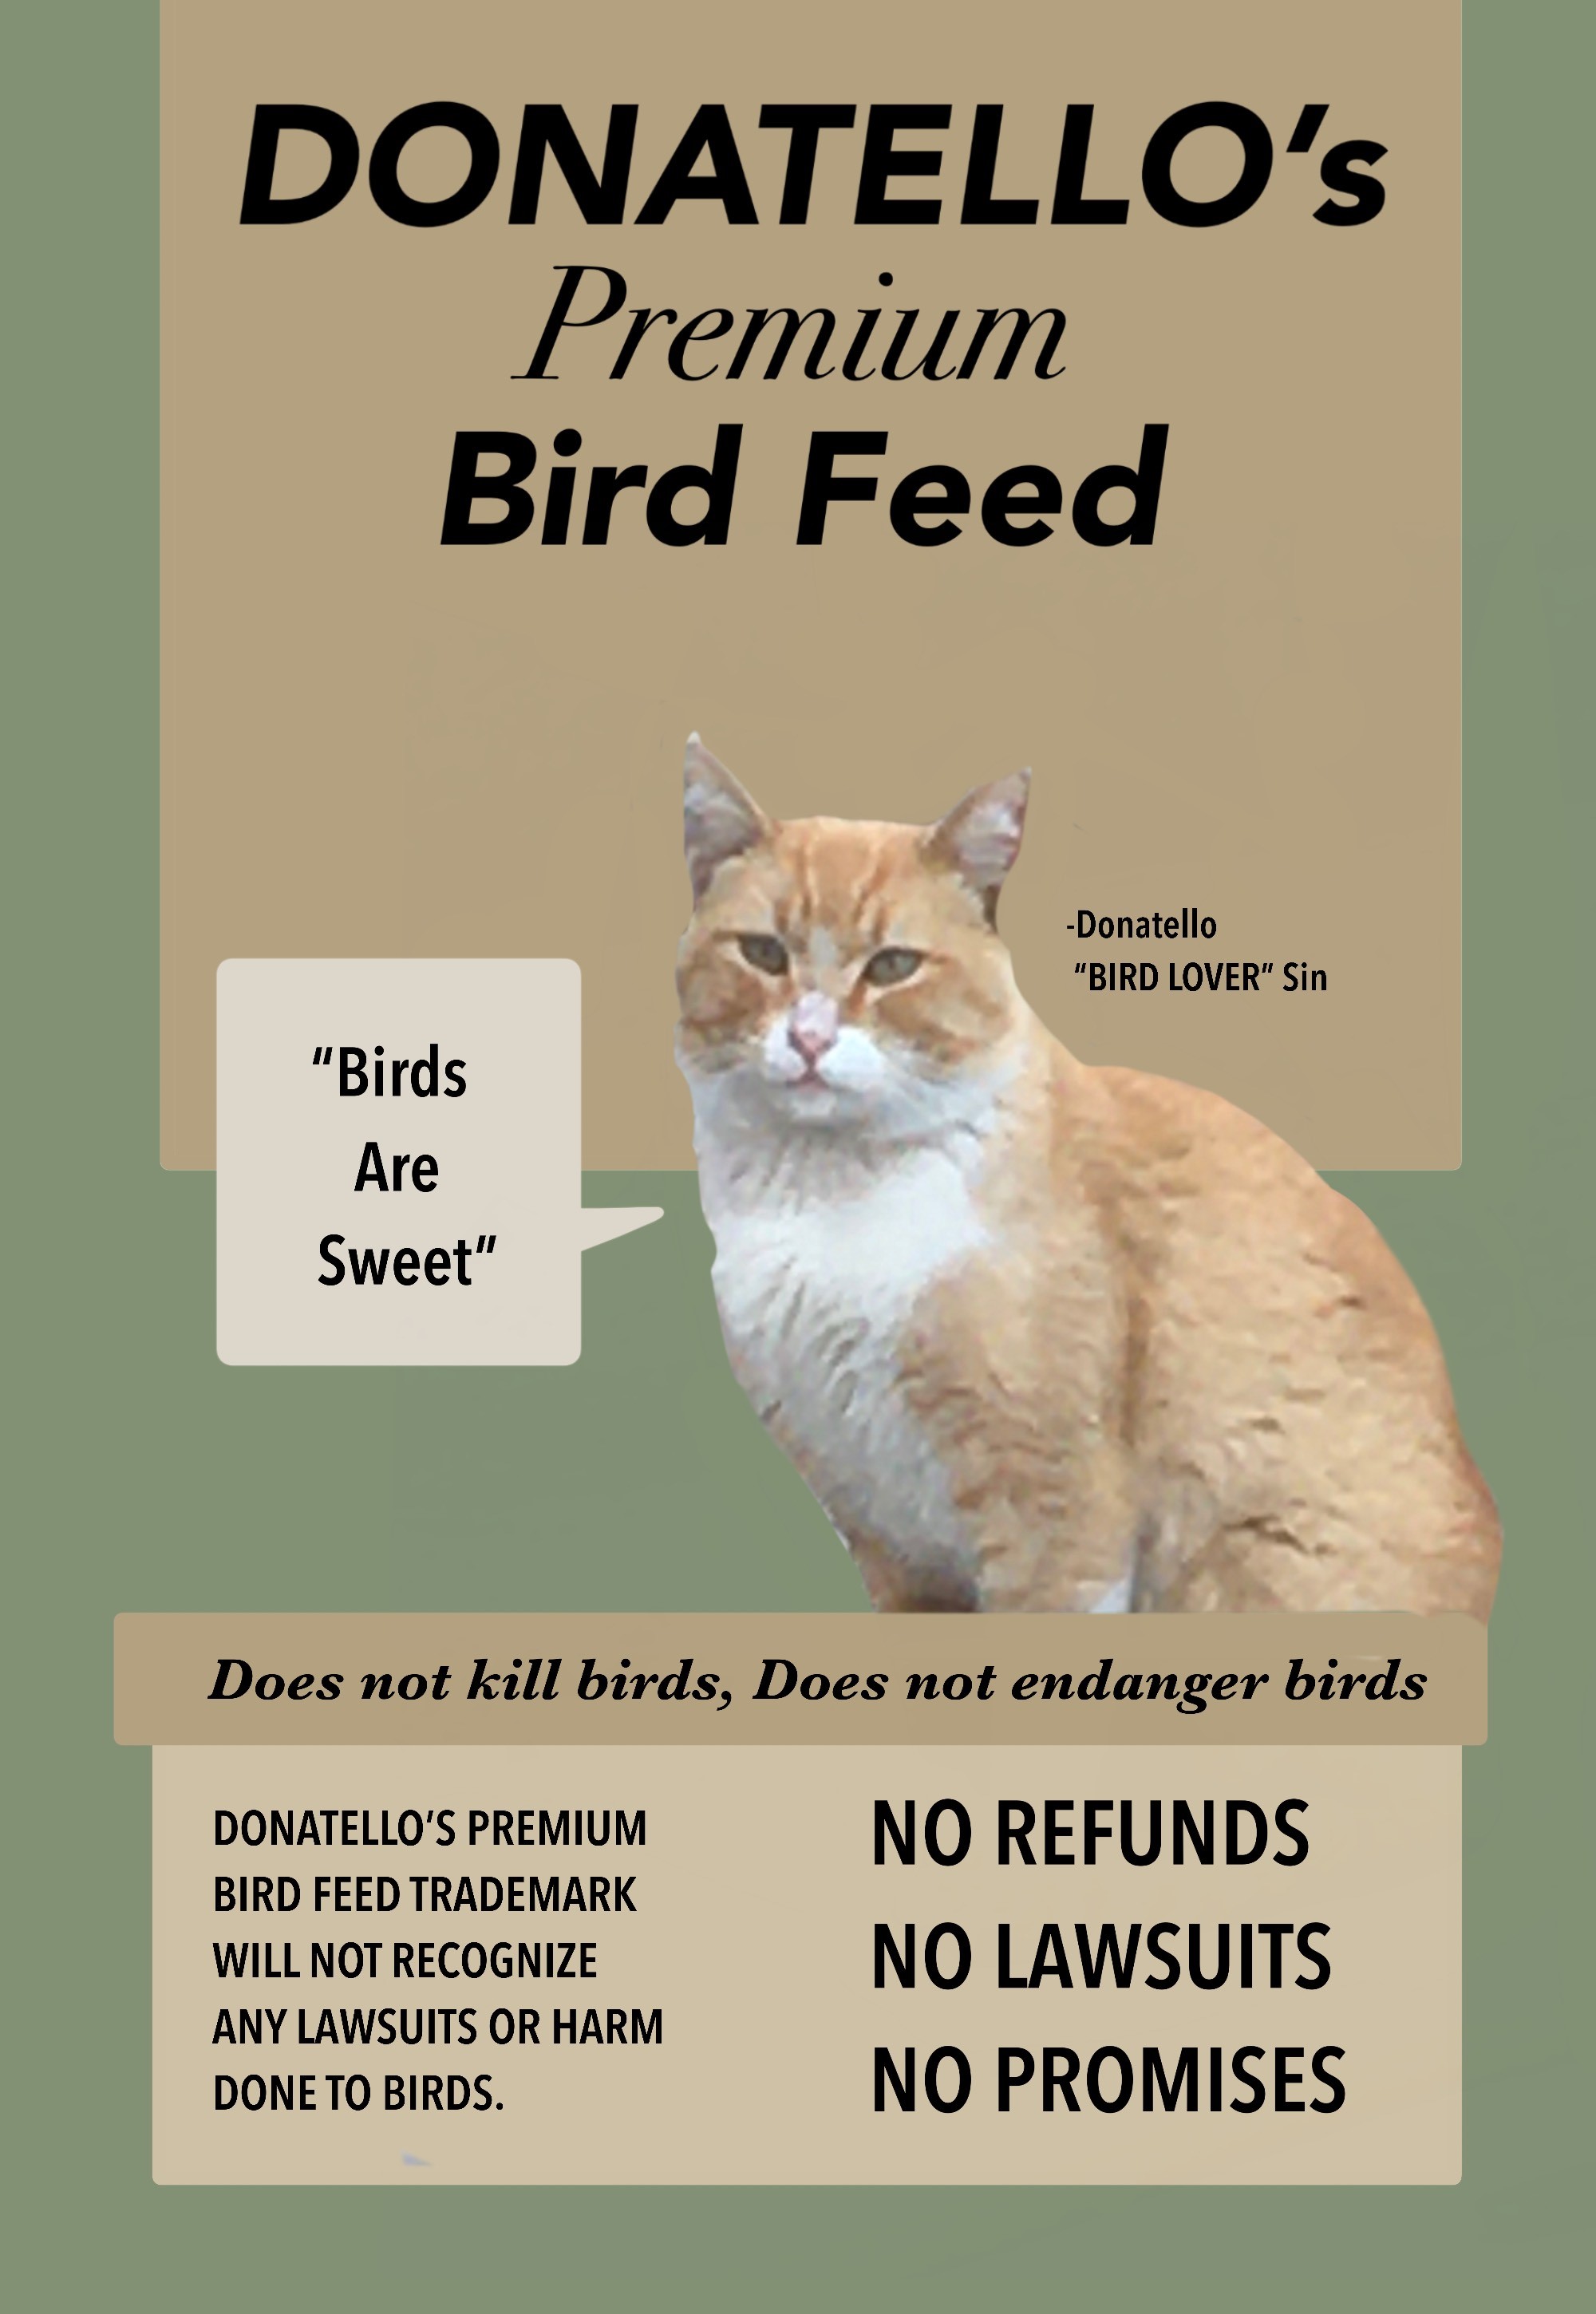 DONATELLO’s
Premium
Bird Feed
-Donatello
“BIRD LOVER” Sin
“Birds
Are
Sweet”
Does not kill birds, Does not endanger birds
DONATELLO’S PREMIUM
BIRD FEED TRADEMARK
WILL NOT RECOGNIZE
ANY LAWSUITS OR HARM
DONE TO BIRDS.
NO REFUNDS
NO LAWSUITS
NO PROMISES